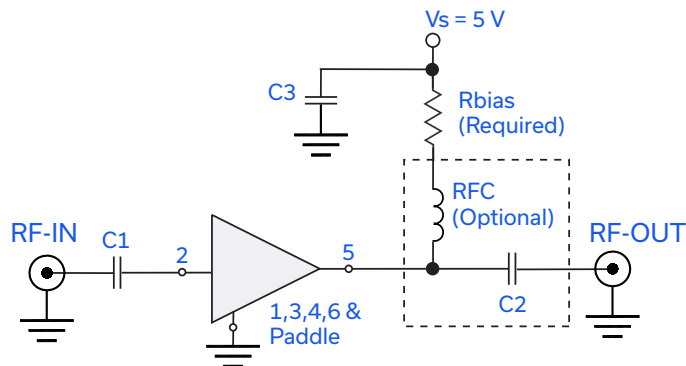 Vs = 5 V
C3
Rbias
(Required)
RFC
(Optional)
RF-IN
C1
2
5
RF-OUT
C2
1,3,4,6 &
Paddle